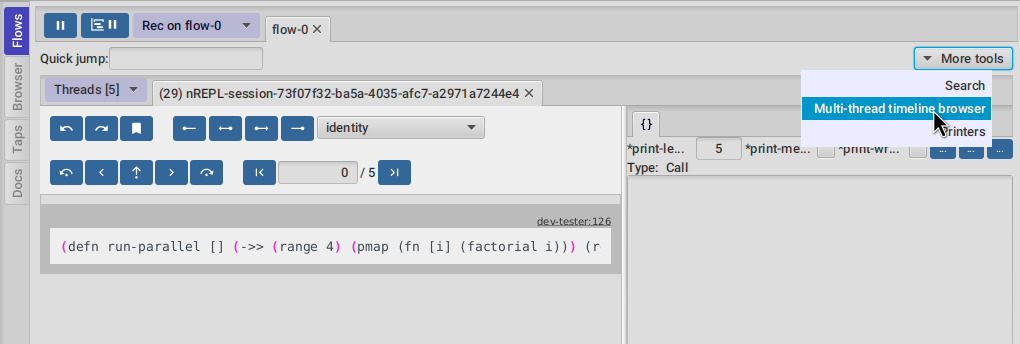 Flows
Browser
Taps
Docs
Rec on flow-0
flow-0
Quick jump:
More tools
Search
Multi-thread timeline browser
Printers
Threads [5]
(29) nREPL-session-73f07f32-ba5a-4035-afc7-a2971a7244e4
identity
0 / 5
{}
*print-le... 5 *print-me... *print-wr... ... ... ...
Type: Call
dev-tester:126
(defn run-parallel [] (->> (range 4) (pmap (fn [i] (factorial i))) (r